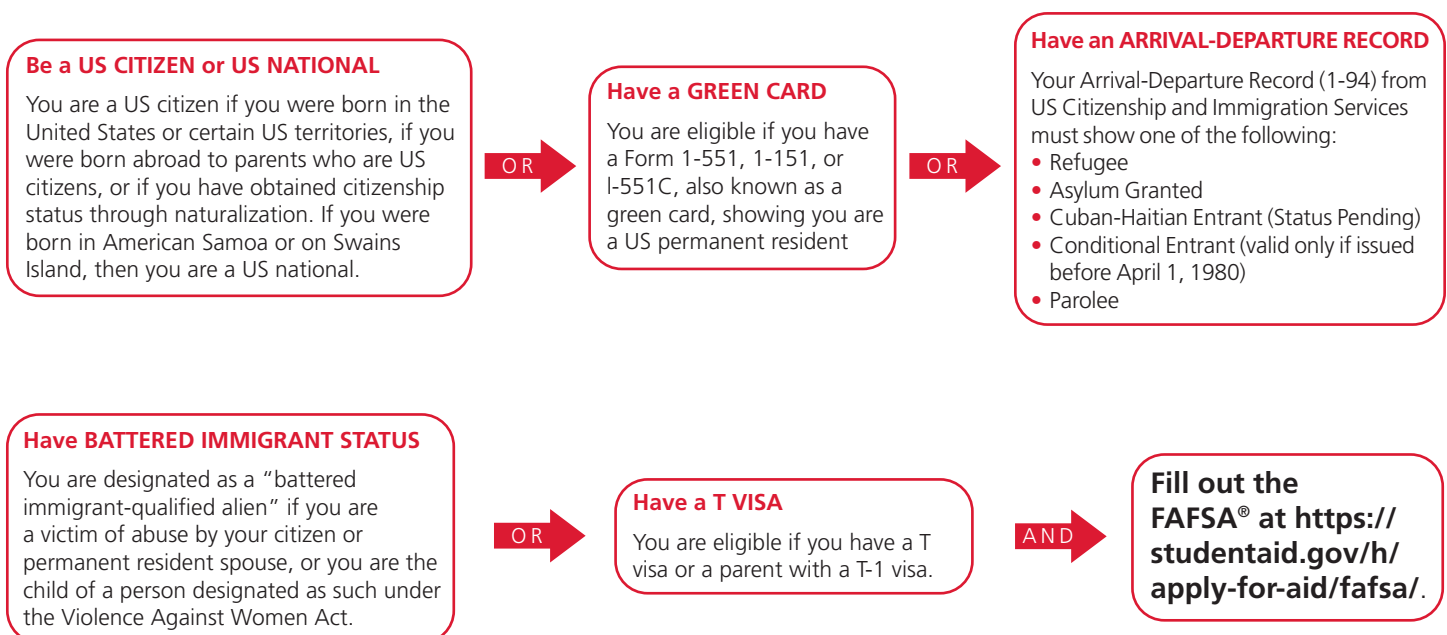 Be a US CITIZEN or US NATIONAL
You are a US citizen if you were born in the
United States or certain US territories, if you
were born abroad to parents who are US
citizens, or if you have obtained citizenship
status through naturalization. If you were
born in American Samoa or on Swains
Island, then you are a US national.
OR
Have a GREEN CARD
You are eligible if you have
a Form 1-551, 1-151, or
l-551C, also known as a
green card, showing you are
a US permanent resident
OR
Have an ARRIVAL-DEPARTURE RECORD
Your Arrival-Departure Record (1-94) from
US Citizenship and Immigration Services
must show one of the following:
• Refugee
• Asylum Granted
• Cuban-Haitian Entrant (Status Pending)
• Conditional Entrant (valid only if issued
before April 1, 1980)
• Parolee
Have BATTERED IMMIGRANT STATUS
You are designated as a “battered
immigrant-qualified alien” if you are
a victim of abuse by your citizen or
permanent resident spouse, or you are the
child of a person designated as such under
the Violence Against Women Act.
OR
Have a T VISA
You are eligible if you have a T
visa or a parent with a T-1 visa.
AND
Fill out the
FAFSA® at https://
studentaid.gov/h/
apply-for-aid/fafsa/.